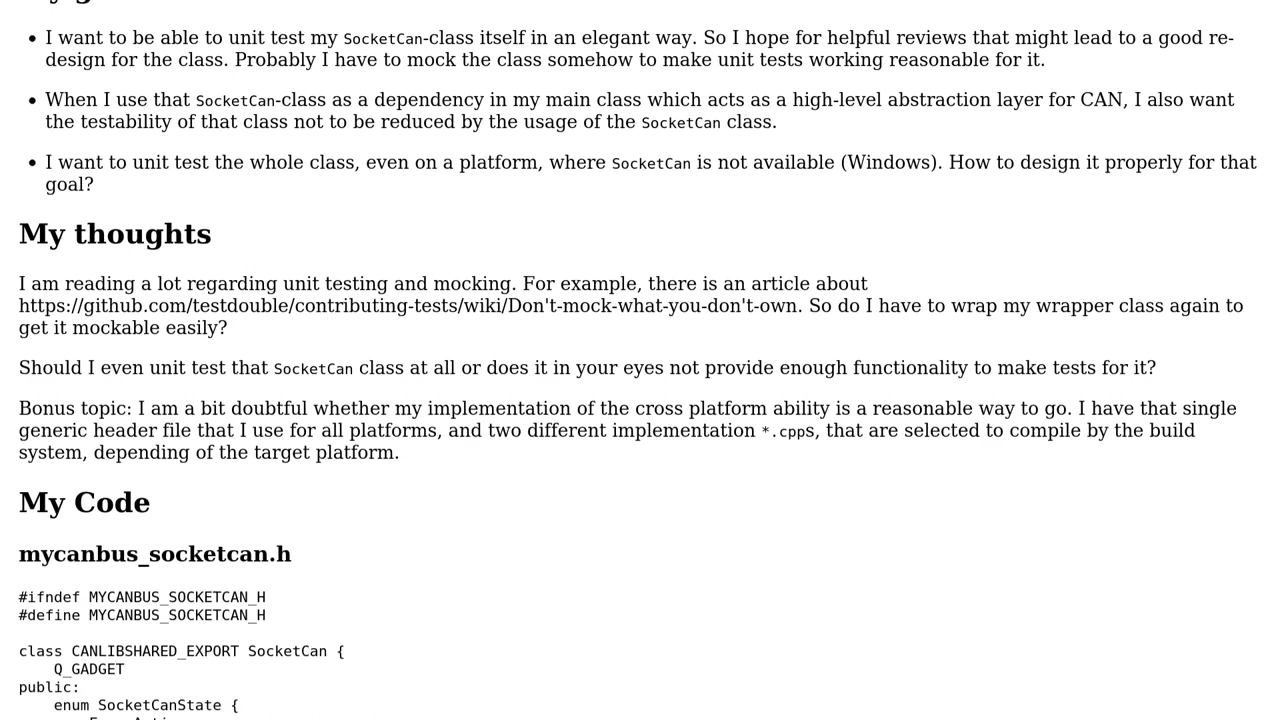 I want to be able to unit test my SocketCan-class itself in an elegant way. So I hope for helpful reviews that might lead to a good re-
design for the class. Probably I have to mock the class somehow to make unit tests working reasonable for it.
When I use that SocketCan-class as a dependency in my main class which acts as a high-level abstraction layer for CAN, I also want
the testability of that class not to be reduced by the usage of the SocketCan class.
I want to unit test the whole class, even on a platform, where SocketCan is not available (Windows). How to design it properly for that
goal?
My thoughts
I am reading a lot regarding unit testing and mocking. For example, there is an article about
https://github.com/testdouble/contributing-tests/wiki/Don't-mock-what-you-don't-own. So do I have to wrap my wrapper class again to
get it mockable easily?
Should I even unit test that SocketCan class at all or does it in your eyes not provide enough functionality to make tests for it?
Bonus topic: I am a bit doubtful whether my implementation of the cross platform ability is a reasonable way to go. I have that single
generic header file that I use for all platforms, and two different implementation *.cpps, that are selected to compile by the build
system, depending of the target platform.
My Code
mycanbus_socketcan.h
#ifndef MYCANBUS_SOCKETCAN_H
#define MYCANBUS_SOCKETCAN_H
class CANLIBSHARED_EXPORT SocketCan {
Q_GADGET
public:
enum SocketCanState {